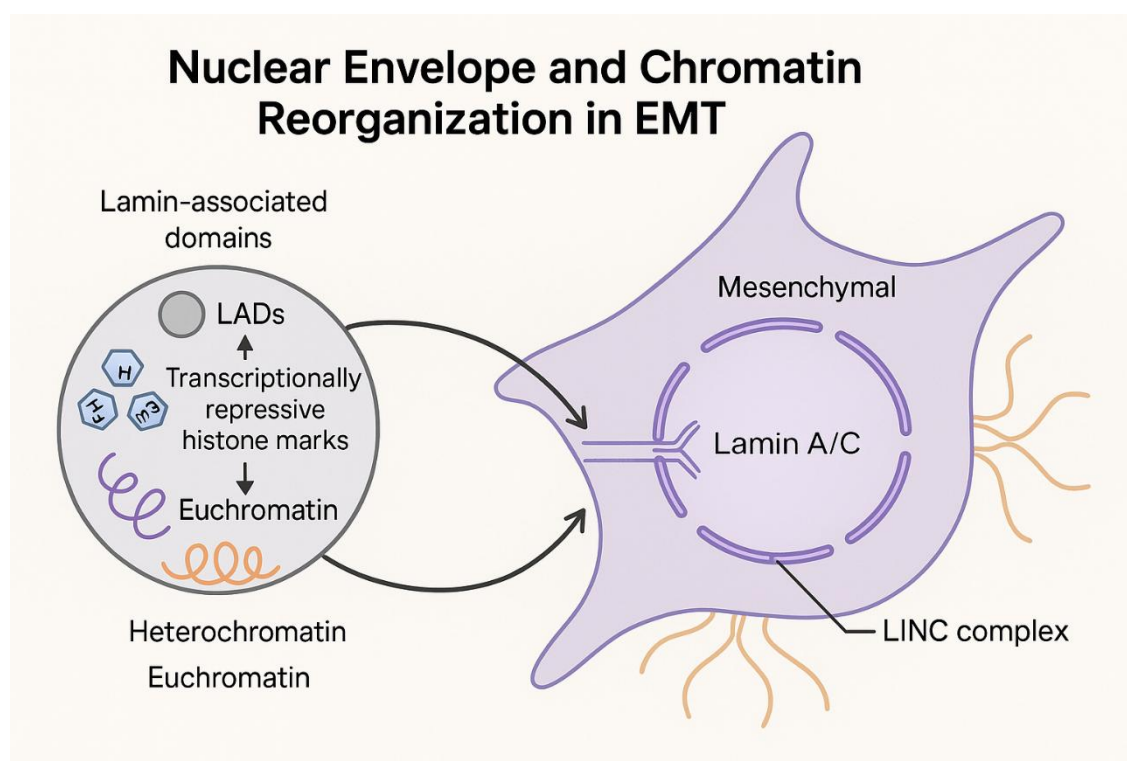 Nuclear Envelope and Chromatin
Reorganization in EMT
Lamin-associated
domains
LADs
H
Transcriptionally
repressive
histone marks
Euchromatin
Heterochromatin
Euchromatin
Mesenchymal
Lamin A/C
LINC complex